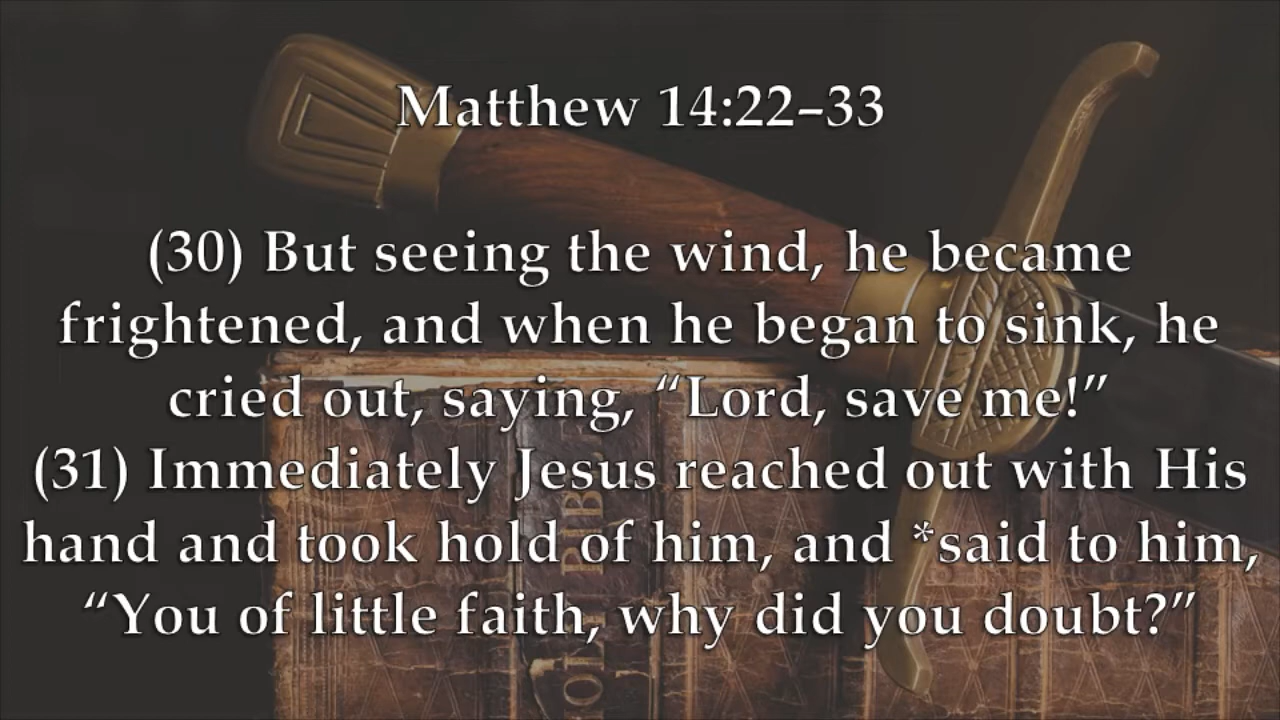 Matthew 14:22–33
(30) But seeing the wind, he became
frightened, and when he began to sink, he
cried out, saying, “Lord, save me!”
(31) Immediately Jesus reached out with His
hand and took hold of him, and *said to him,
“You of little faith, why did you doubt?”
HOLY BIBLE